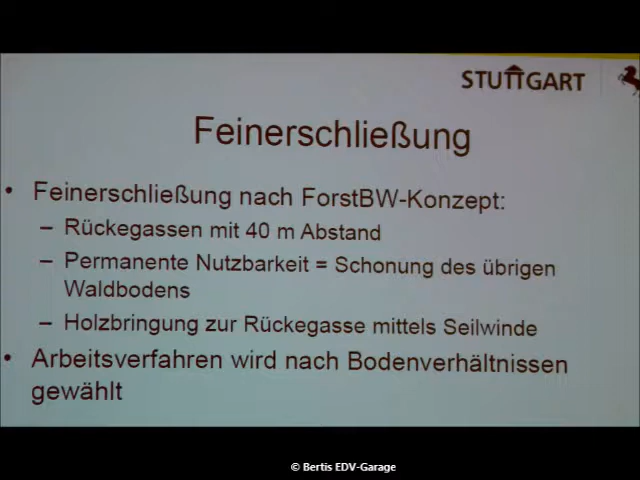 STUTTGART
Feinerschließung
• Feinerschließung nach ForstBW-Konzept:
– Rückegassen mit 40 m Abstand
– Permanente Nutzbarkeit = Schonung des übrigen
Waldbodens
– Holzbringung zur Rückegasse mittels Seilwinde
• Arbeitsverfahren wird nach Bodenverhältnissen
gewählt
© Bertis EDV-Garage